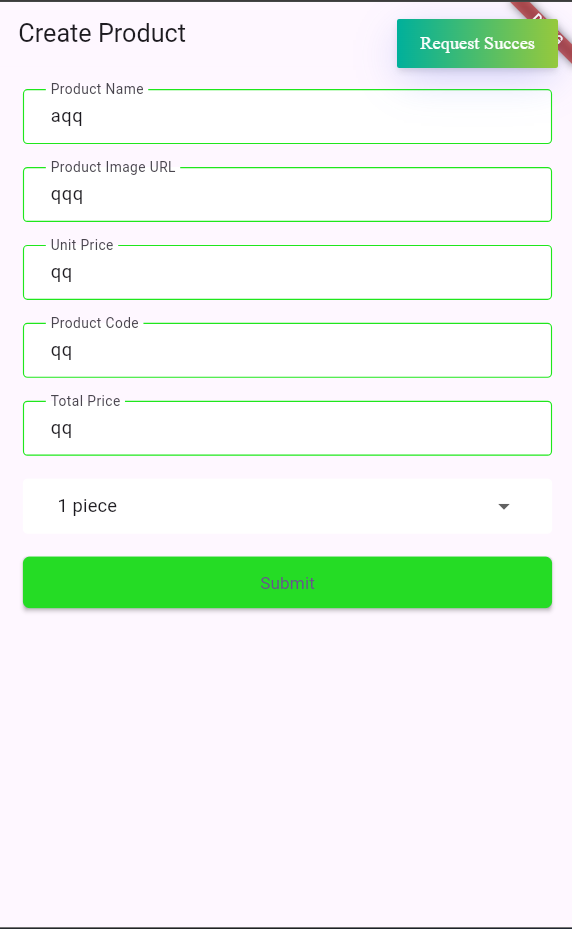 Create Product
Request Succes
Product Name
aqq
Product Image URL
qqq
Unit Price
qq
Product Code
qq
Total Price
qq
1 piece
Submit